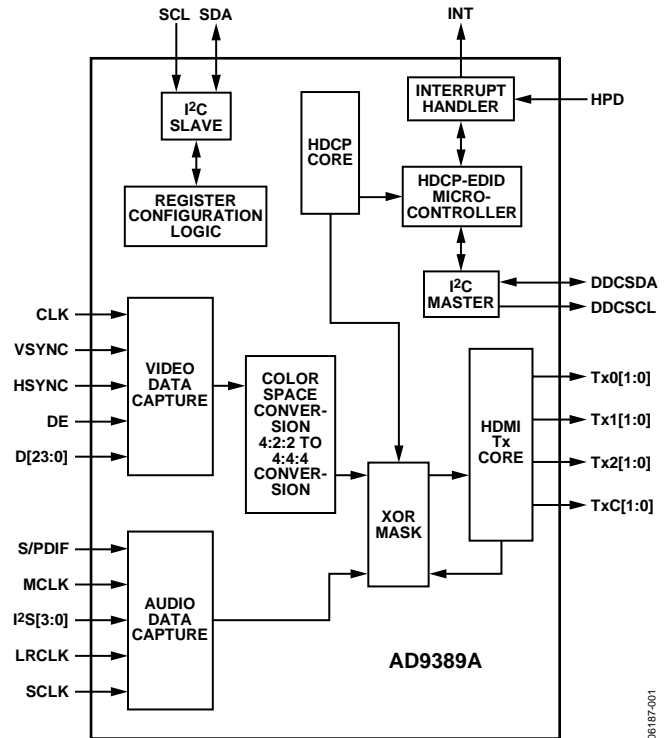 SCL SDA
INT
I²C
SLAVE
REGISTER
CONFIGURATION
LOGIC
HDCP
CORE
INTERRUPT
HANDLER
HPD
HDCP-EDID
MICRO-
CONTROLLER
I²C
MASTER
DDCSDA
DDCSCL
CLK
VSYNC
HSYNC
DE
D[23:0]
VIDEO
DATA
CAPTURE
COLOR
SPACE
CONVER-
SION
4:2:2 TO
4:4:4
CONVER-
SION
XOR
MASK
HDMI
Tx
CORE
Tx0[1:0]
Tx1[1:0]
Tx2[1:0]
TxC[1:0]
S/PDIF
MCLK
I²S[3:0]
LRCLK
SCLK
AUDIO
DATA
CAPTURE
AD9389A
06187-001